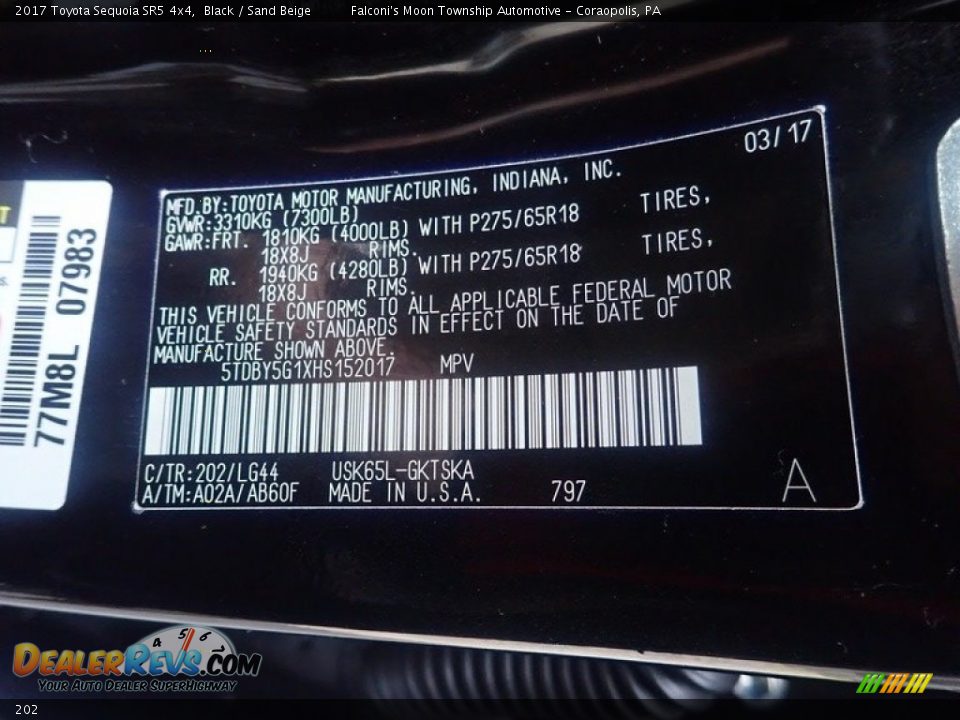 2017 Toyota Sequoia SR5 4x4, Black / Sand Beige Falconi's Moon Township Automotive - Coraopolis, PA
03/17
MFD.BY:TOYOTA MOTOR MANUFACTURING, INDIANA, INC.
GVWR:3310KG (7300LB)
GAWR:FRT. 1810KG (4000LB) WITH P275/65R18 TIRES,
18X8J RIMS.
RR. 1940KG (4280LB) WITH P275/65R18 TIRES,
18X8J RIMS.
THIS VEHICLE CONFORMS TO ALL APPLICABLE FEDERAL MOTOR
VEHICLE SAFETY STANDARDS IN EFFECT ON THE DATE OF
MANUFACTURE SHOWN ABOVE.
5TDBY5G1XHS152017 MPV
C/TR:202/LG44 USK65L-GKTSKA
A/TM:A02A/AB60F MADE IN U.S.A. 797
A
77M8L 07983
4 5 6
DEALERREVS.COM
YOUR AUTO DEALER SUPERHIGHWAY
202